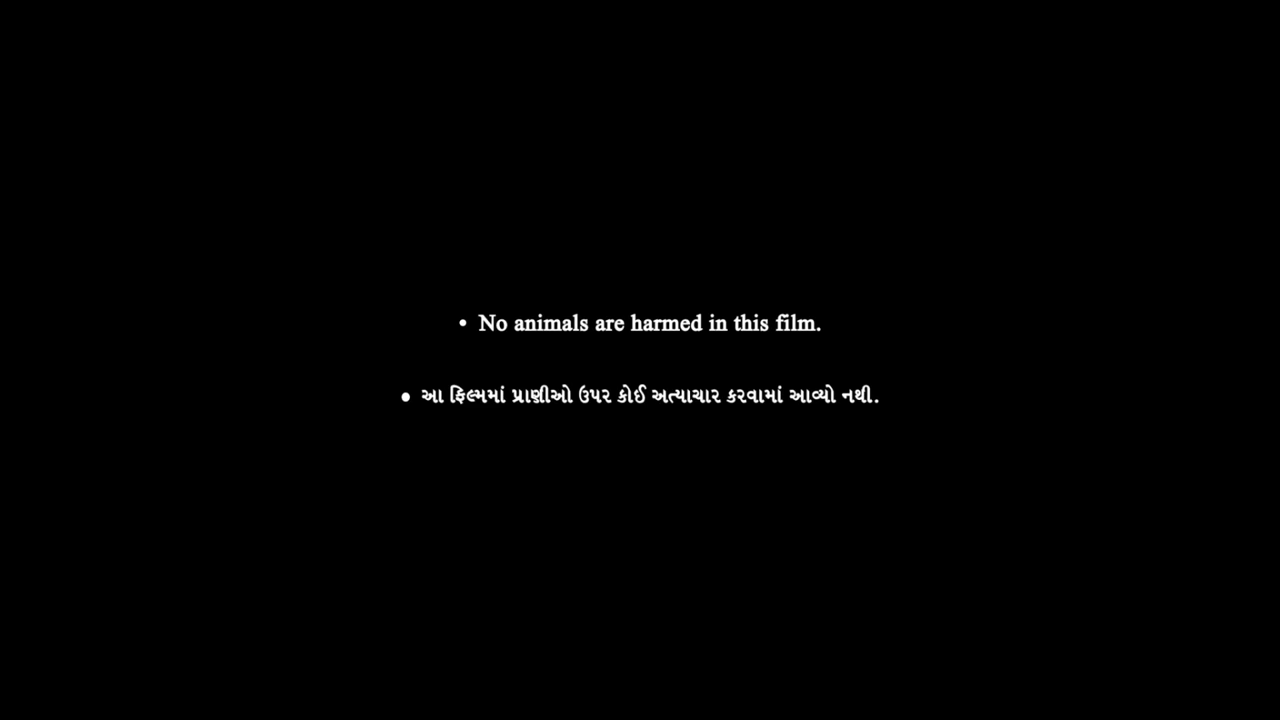 • No animals are harmed in this film.
● આ ફિલ્મમાં પ્રાણીઓ ઉપર કોઈ અત્યાચાર કરવામાં આવ્યો નથી.